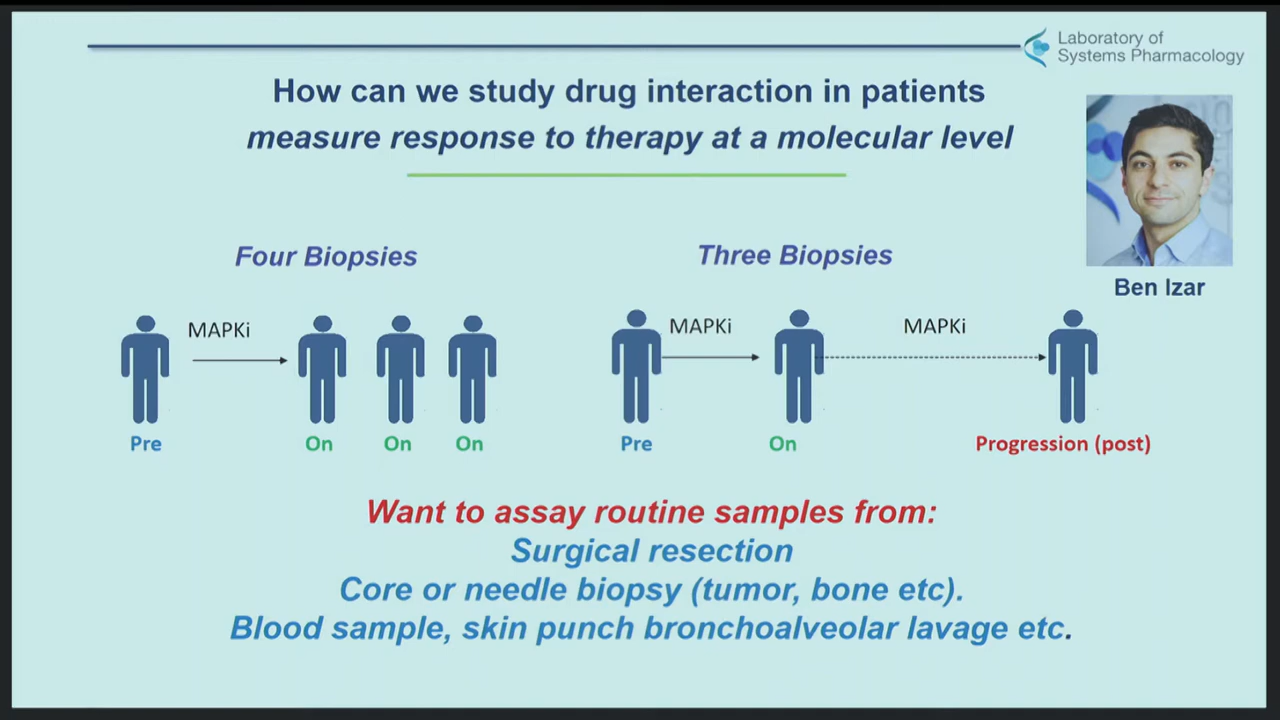 Laboratory of
Systems Pharmacology
How can we study drug interaction in patients
measure response to therapy at a molecular level
Ben Izar
Four Biopsies
Three Biopsies
MAPKi
MAPKi
MAPKi
Pre
On
On
On
Pre
On
Progression (post)
Want to assay routine samples from:
Surgical resection
Core or needle biopsy (tumor, bone etc).
Blood sample, skin punch bronchoalveolar lavage etc.